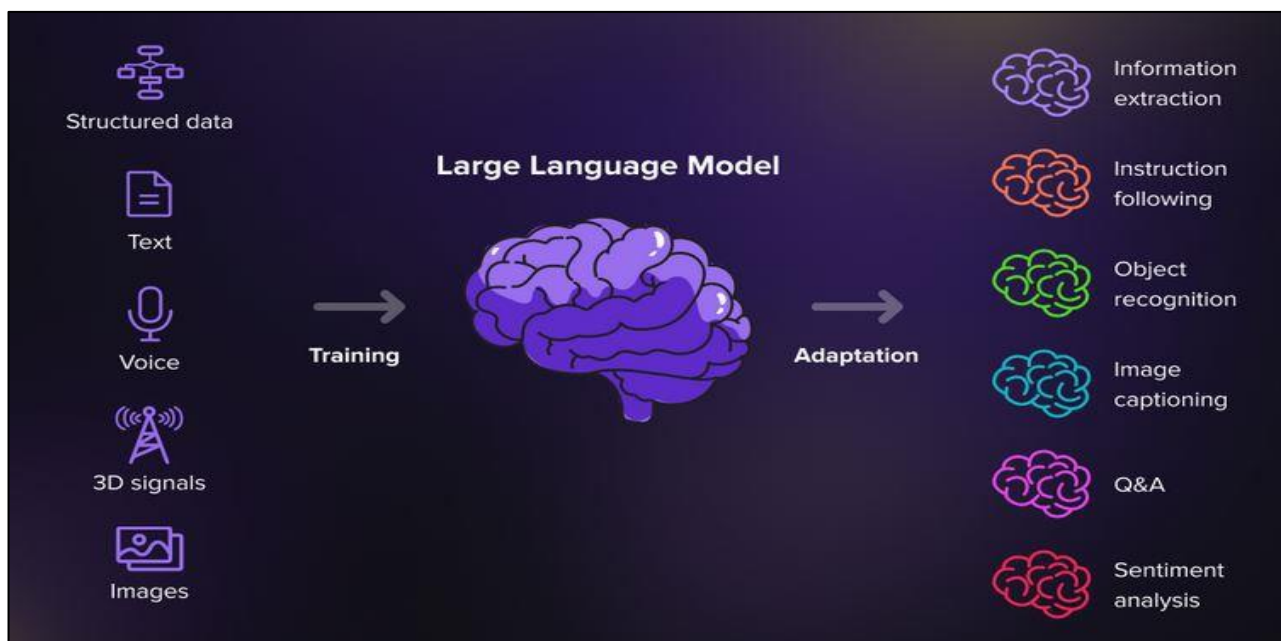 Structured data
Text
Voice
3D signals
Images
Training
Large Language Model
Adaptation
Information
extraction
Instruction
following
Object
recognition
Image
captioning
Q&A
Sentiment
analysis